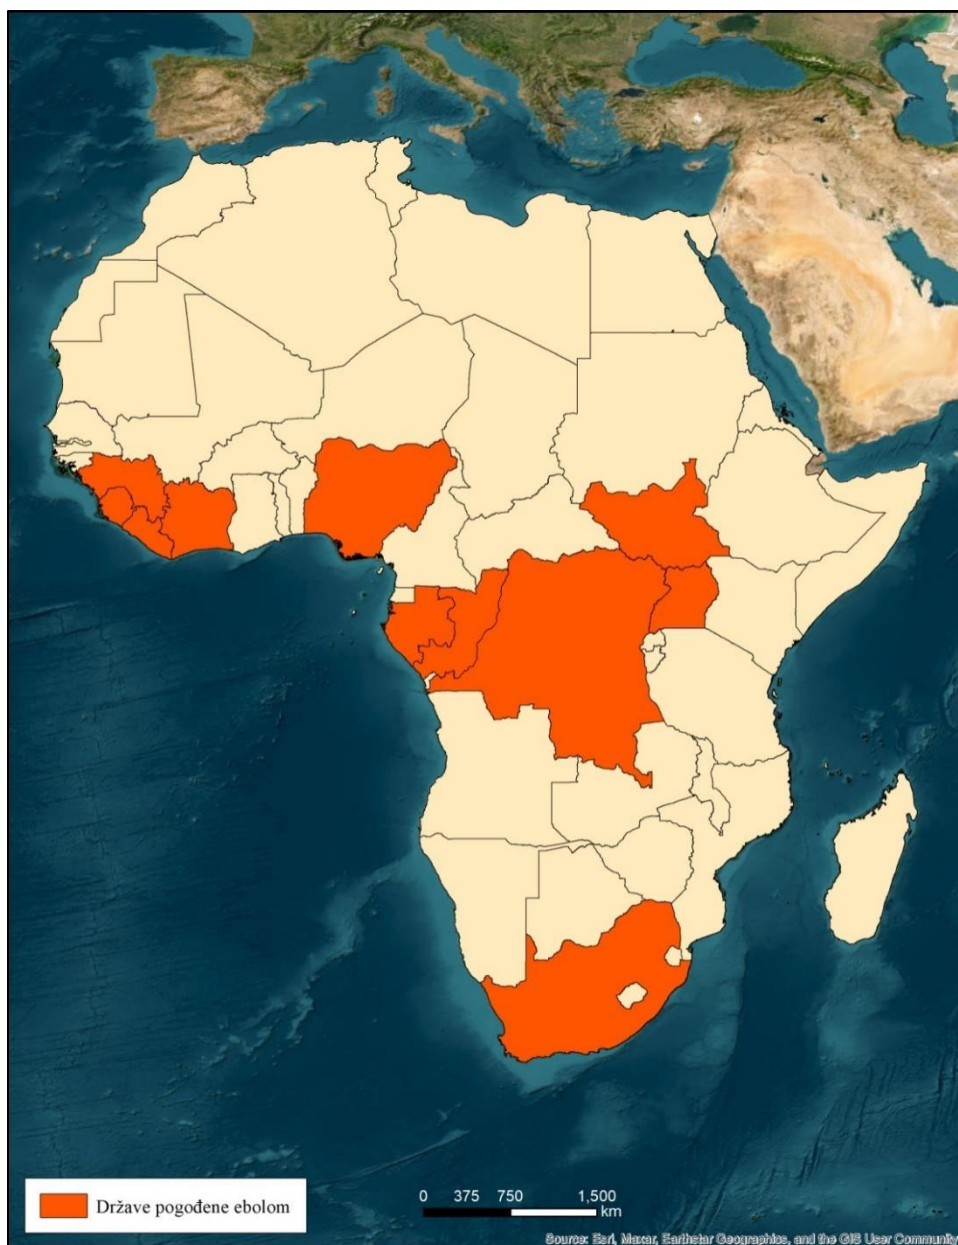 Države pogođene ebolom
0 375 750 1,500
km
Source: Esri, Maxar, Earthstar Geographics, and the GIS User Community